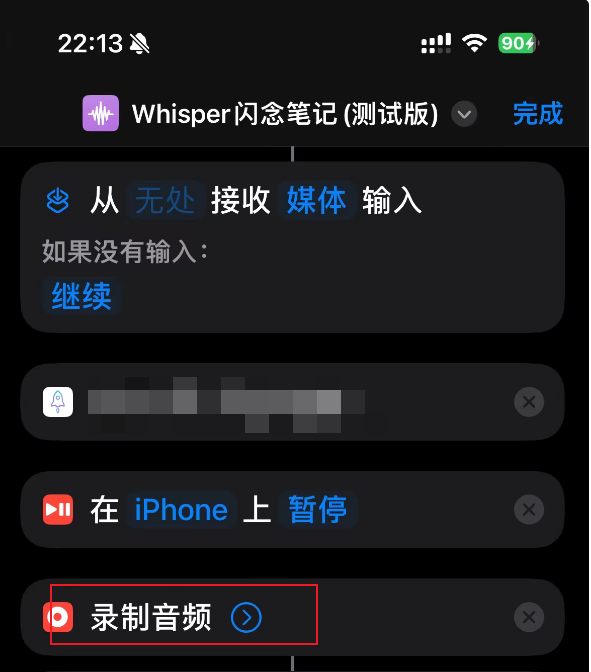 22:13 90
Whisper闪念笔记 (测试版) 完成
从 无处 接收 媒体 输入
如果没有输入：
继续
在 iPhone 上 暂停
录制音频